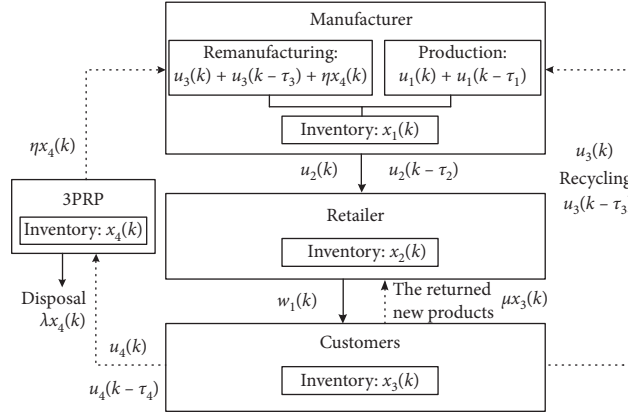 Manufacturer
Remanufacturing:
u₃(k) + u₃(k − τ₃) + ηx₄(k)
Production:
u₁(k) + u₁(k − τ₁)
Inventory: x₁(k)
ηx₄(k)
u₂(k)
u₂(k − τ₂)
u₃(k)
Recycling
u₃(k − τ₃
3PRP
Inventory: x₄(k)
Retailer
Inventory: x₂(k)
Disposal
λx₄(k)
w₁(k)
The returned
new products
μx₃(k)
u₄(k)
u₄(k − τ₄)
Customers
Inventory: x₃(k)